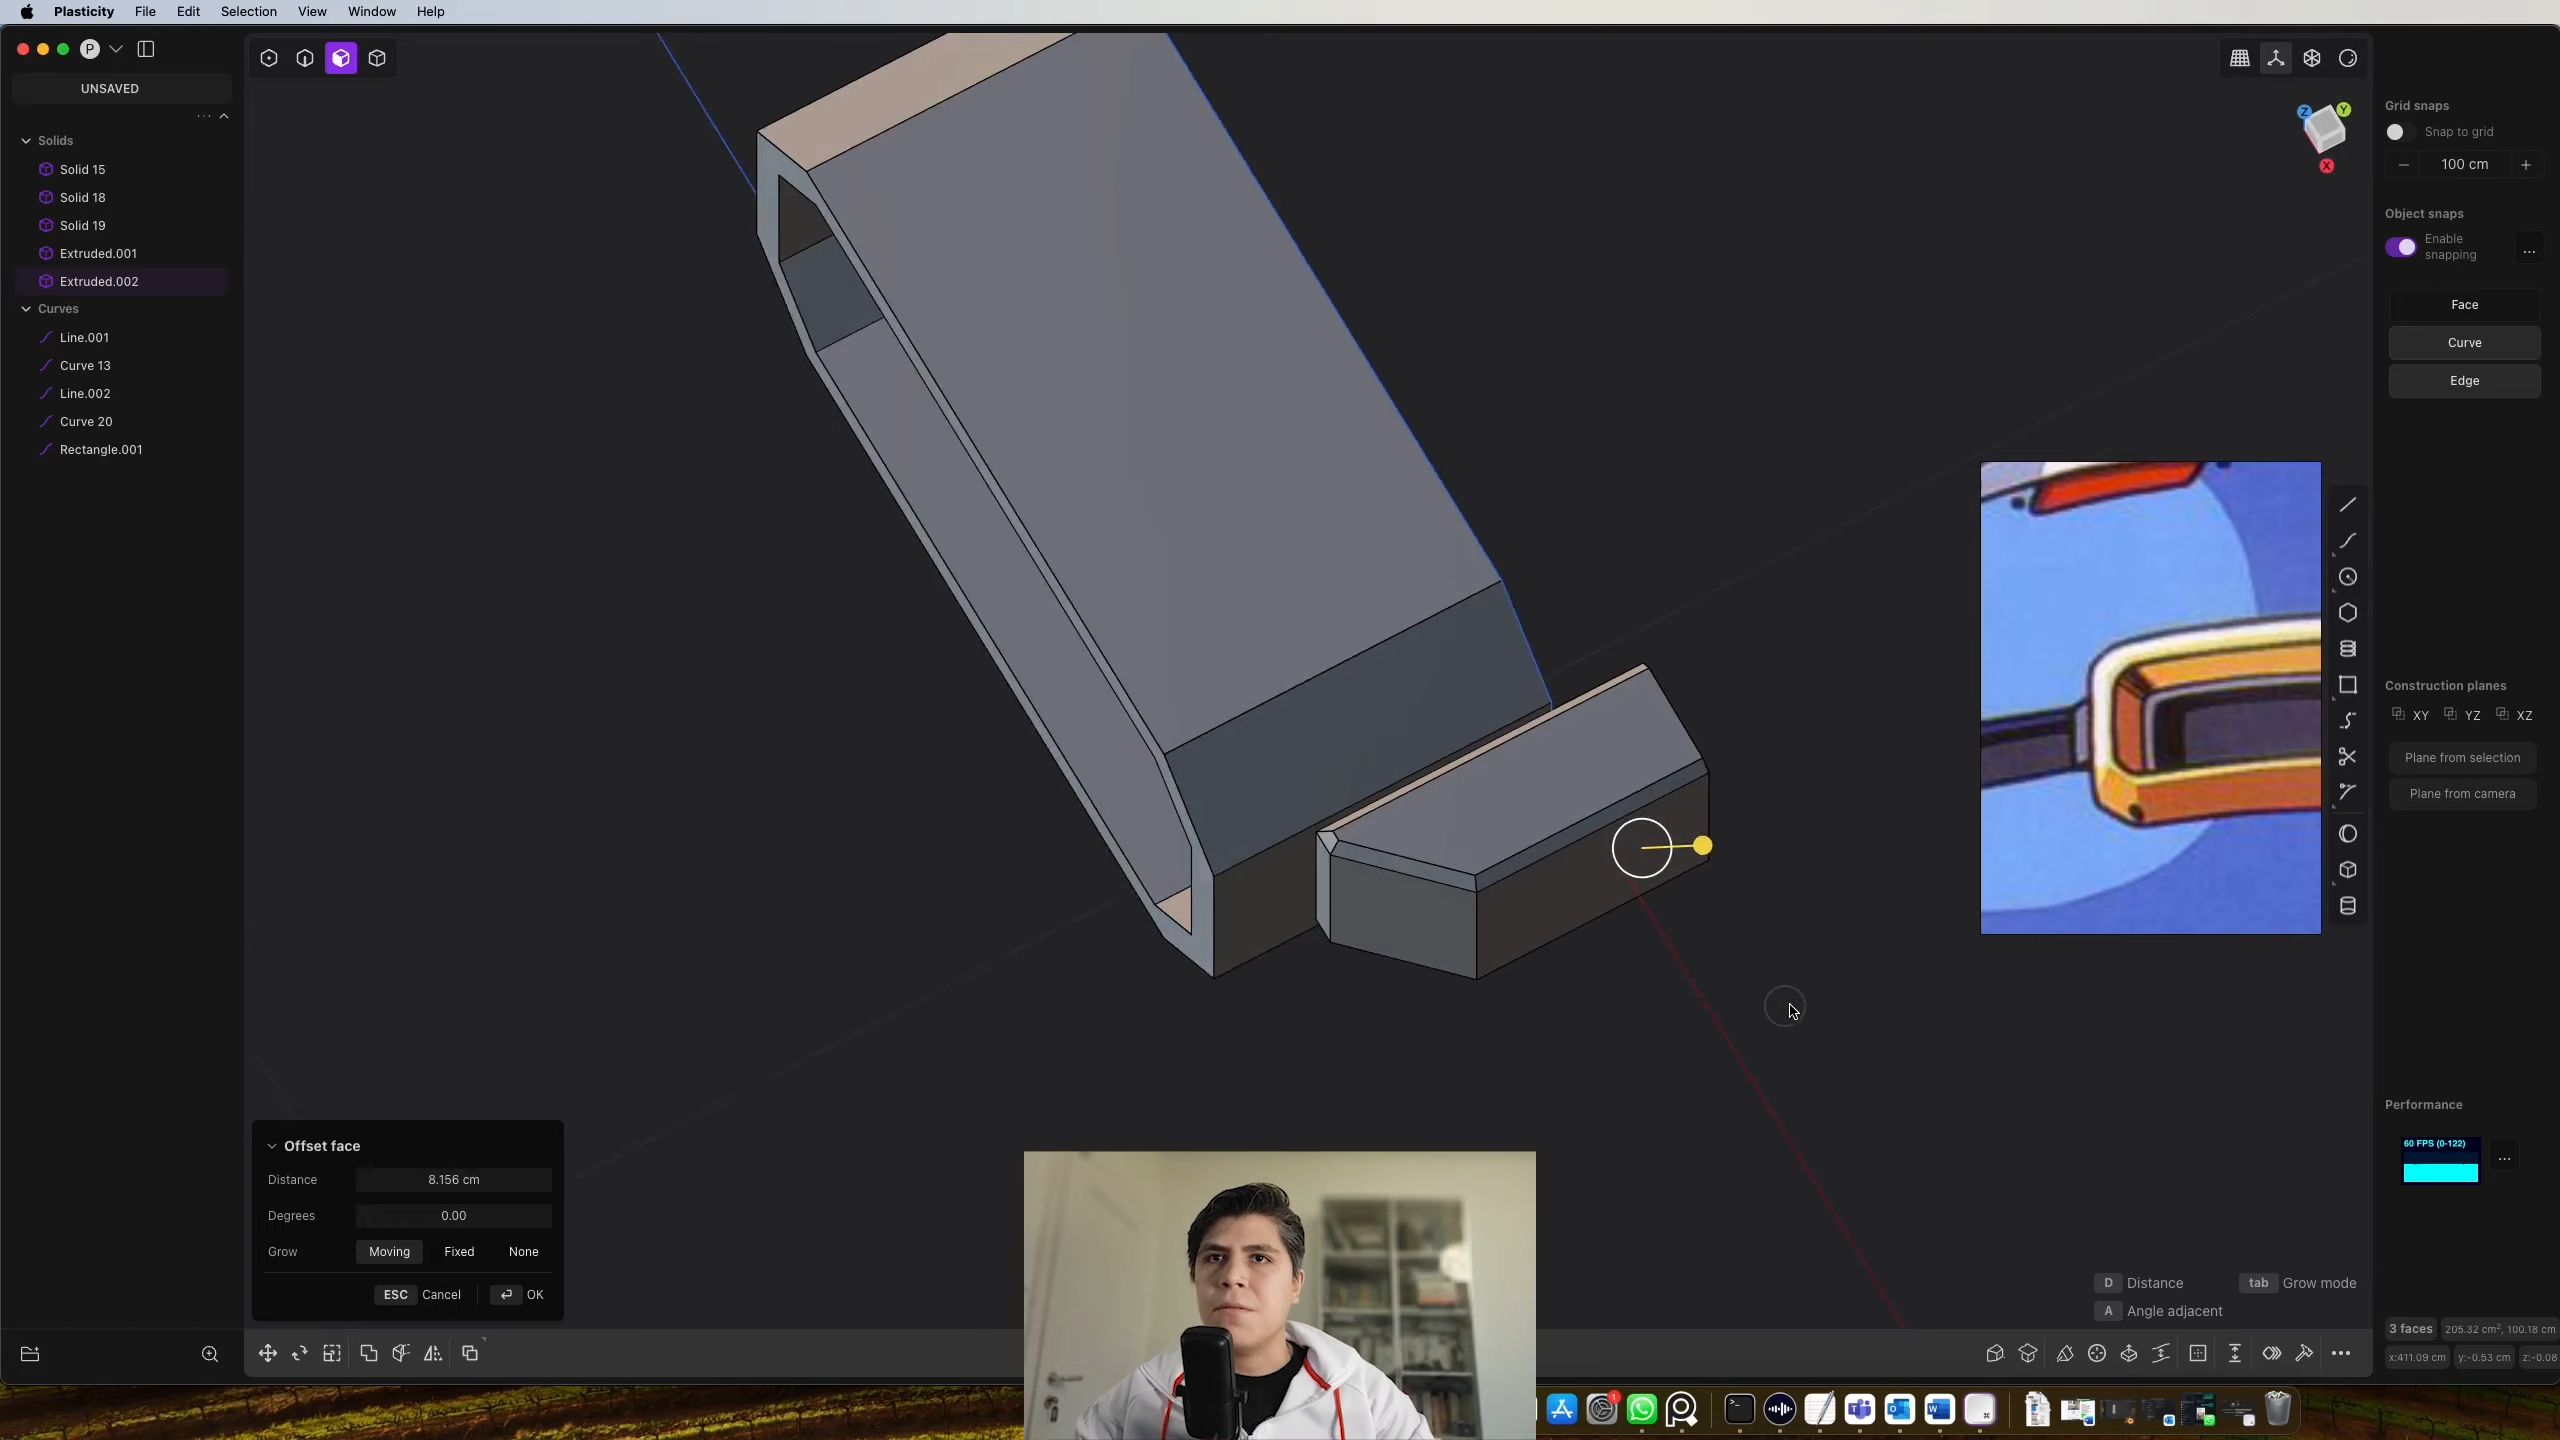 Plasticity File Edit Selection View Window Help
P
UNSAVED
Solids
Solid 15
Solid 18
Solid 19
Extruded.001
Extruded.002
Curves
Line.001
Curve 13
Line.002
Curve 20
Rectangle.001
Z Y
X
Grid snaps
Snap to grid
− 100 cm +
Object snaps
Enable
snapping
...
Face
Curve
Edge
Construction planes
XY YZ XZ
Plane from selection
Plane from camera
Performance
60 FPS (0-122)
...
Offset face
Distance 8.156 cm
Degrees 0.00
Grow Moving Fixed None
ESC Cancel OK
D Distance tab Grow mode
A Angle adjacent
3 faces 205.32 cm², 100.18 cm
x:411.09 cm y:-0.53 cm z:-0.08
1